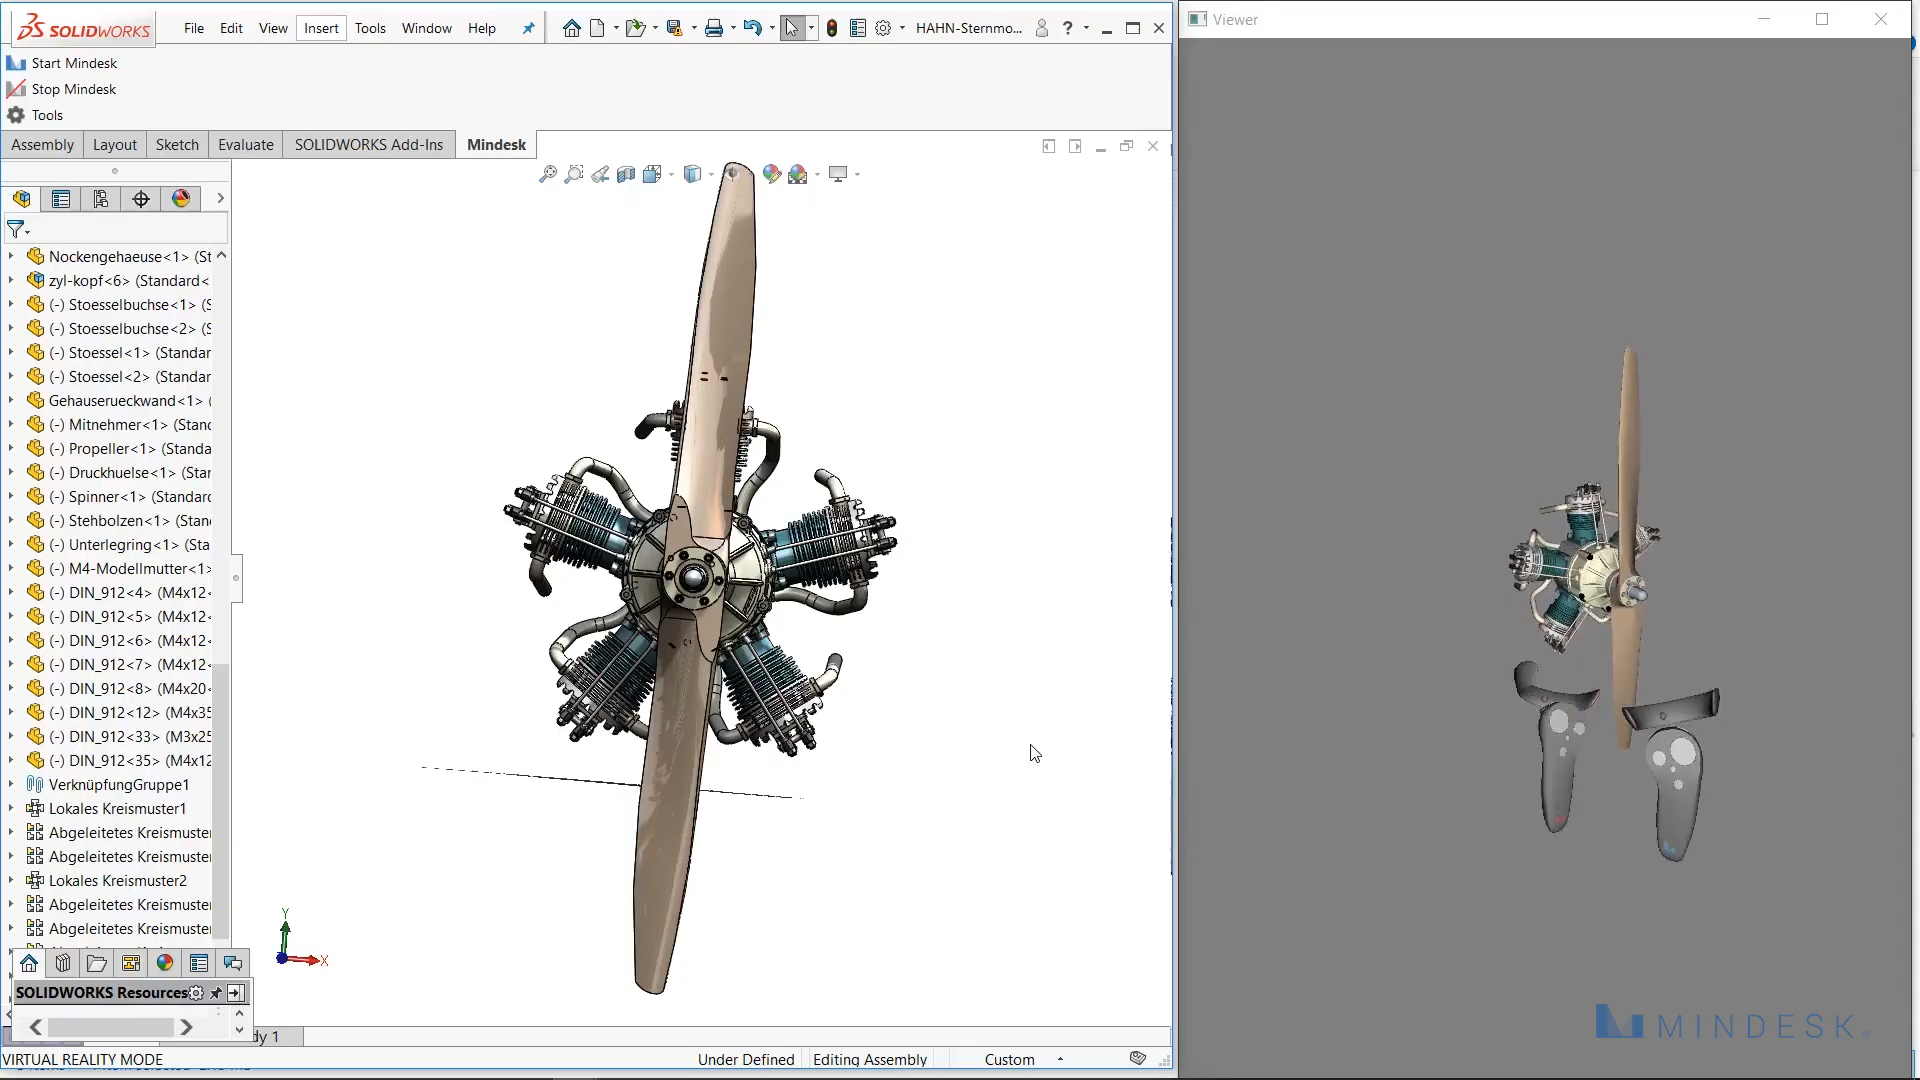 SOLIDWORKS File Edit View Insert Tools Window Help HAHN-Sternmo... ?
Viewer
Start Mindesk
Stop Mindesk
Tools
Assembly Layout Sketch Evaluate SOLIDWORKS Add-Ins Mindesk
Nockengehaeuse<1> (St
zyl-kopf<6> (Standard<
(-) Stoesselbuchse<1> (S
(-) Stoesselbuchse<2> (S
(-) Stoessel<1> (Standar
(-) Stoessel<2> (Standar
Gehauserueckwand<1> (
(-) Mitnehmer<1> (Stand
(-) Propeller<1> (Standa
(-) Druckhuelse<1> (Star
(-) Spinner<1> (Standard
(-) Stehbolzen<1> (Stand
(-) Unterlegring<1> (Sta
(-) M4-Modellmutter<1>
(-) DIN_912<4> (M4x12<
(-) DIN_912<5> (M4x12<
(-) DIN_912<6> (M4x12<
(-) DIN_912<7> (M4x12<
(-) DIN_912<8> (M4x20<
(-) DIN_912<12> (M4x35
(-) DIN_912<33> (M3x25
(-) DIN_912<35> (M4x12
VerknüpfungGruppe1
Lokales Kreismuster1
Abgeleitetes Kreismuster
Abgeleitetes Kreismuster
Lokales Kreismuster2
Abgeleitetes Kreismuster
Abgeleitetes Kreismuster
Y
X
SOLIDWORKS Resources
dy 1
MINDESK
VIRTUAL REALITY MODE Under Defined Editing Assembly Custom